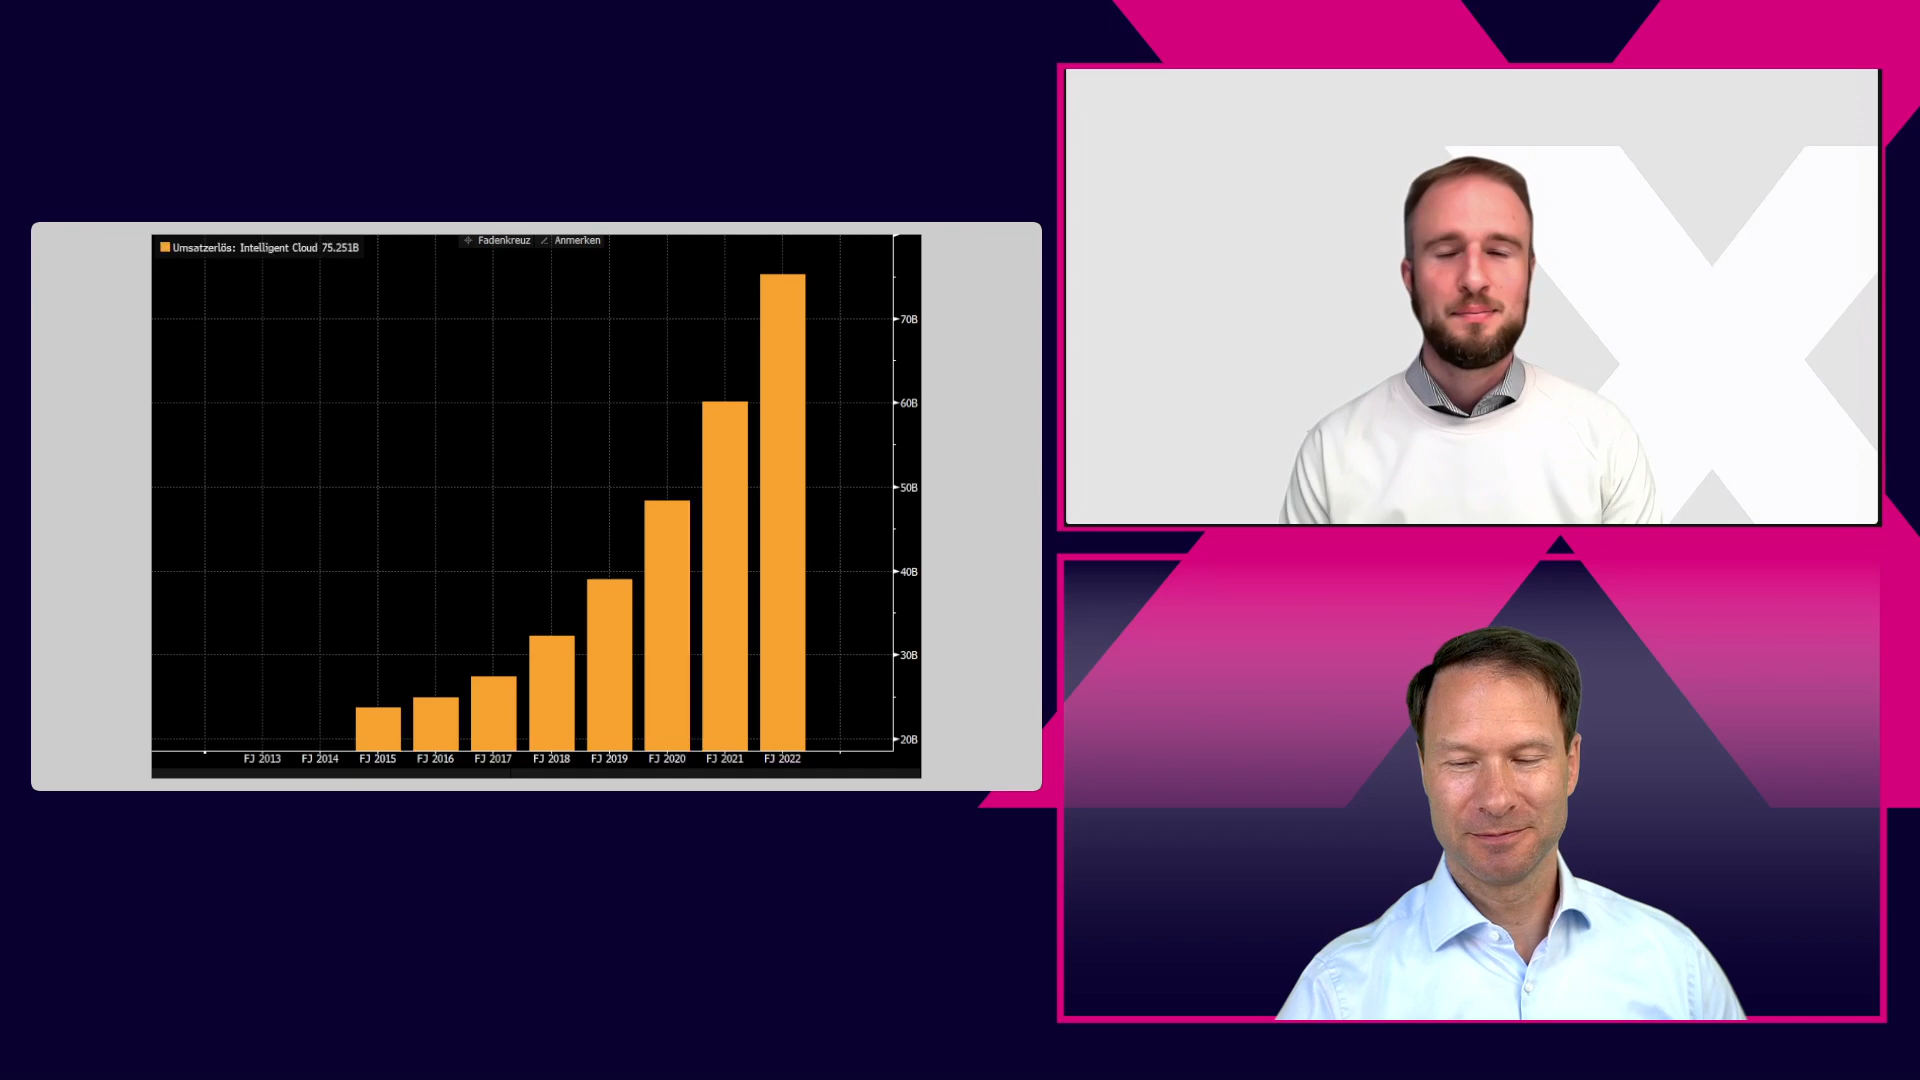 Umsatzerlös: Intelligent Cloud 75.251B
Fadenkreuz
Anmerken
70B
60B
50B
40B
30B
20B
FJ 2013 FJ 2014 FJ 2015 FJ 2016 FJ 2017 FJ 2018 FJ 2019 FJ 2020 FJ 2021 FJ 2022